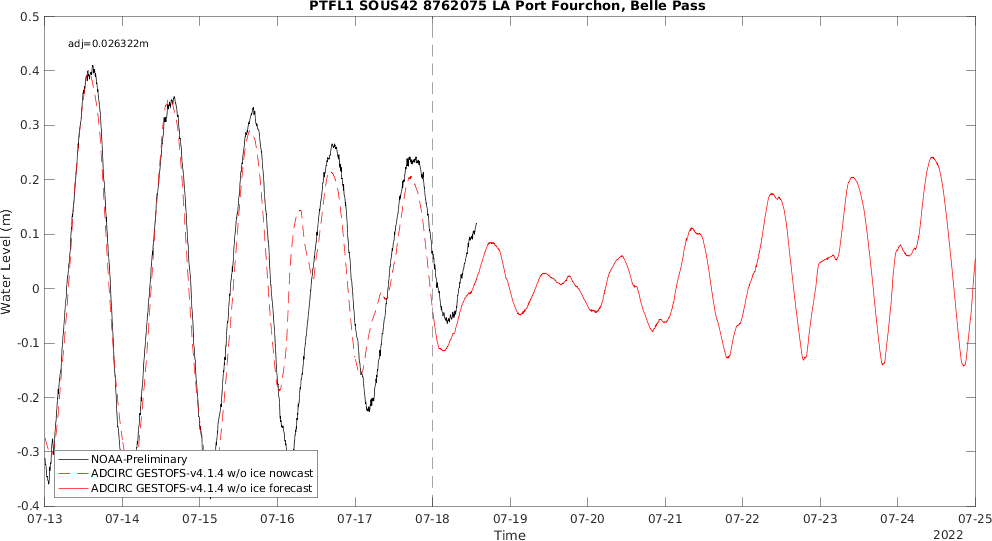 PTFL1 SOUS42 8762075 LA Port Fourchon, Belle Pass
adj=0.026322m
Water Level (m)
0.5
0.4
0.3
0.2
0.1
0
-0.1
-0.2
-0.3
-0.4
NOAA-Preliminary
ADCIRC GESTOFS-v4.1.4 w/o ice nowcast
ADCIRC GESTOFS-v4.1.4 w/o ice forecast
07-13 07-14 07-15 07-16 07-17 07-18 07-19 07-20 07-21 07-22 07-23 07-24 07-25
Time
2022